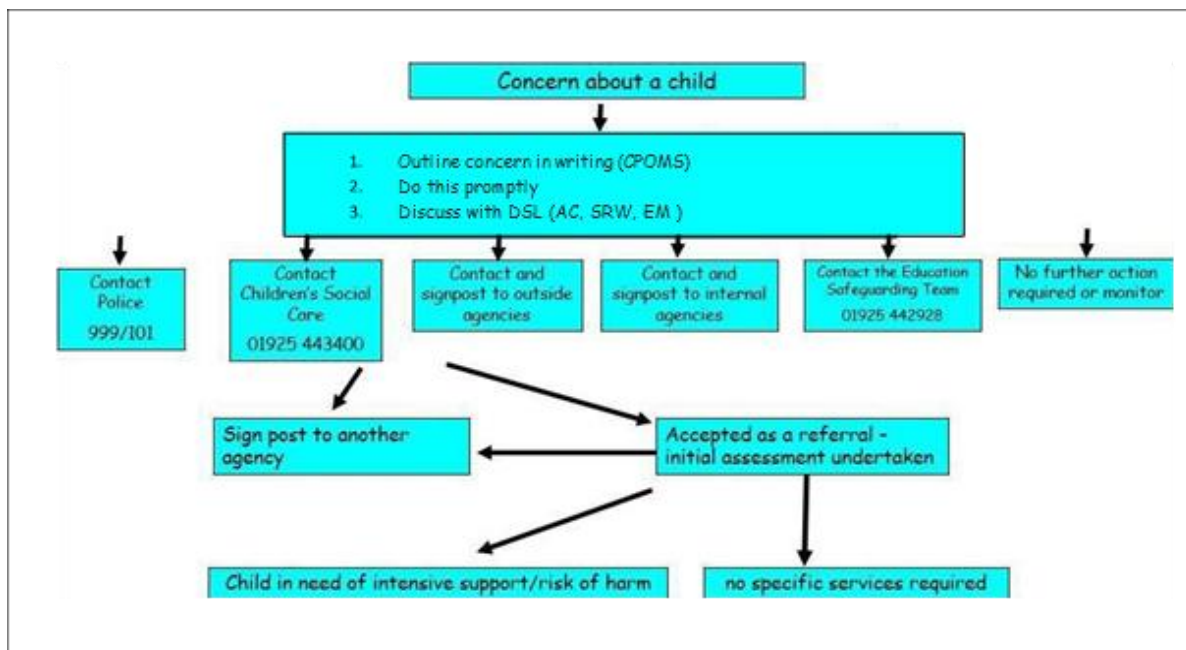 Concern about a child
1. Outline concern in writing (CPOMS)
2. Do this promptly
3. Discuss with DSL (AC, SRW, EM )
Contact
Police
999/101
Contact
Children's Social
Care
01925 443400
Contact and
signpost to outside
agencies
Contact and
signpost to internal
agencies
Contact the Education
Safeguarding Team
01925 442928
No further action
required or monitor
Sign post to another
agency
Accepted as a referral –
initial assessment undertaken
Child in need of intensive support/risk of harm
no specific services required